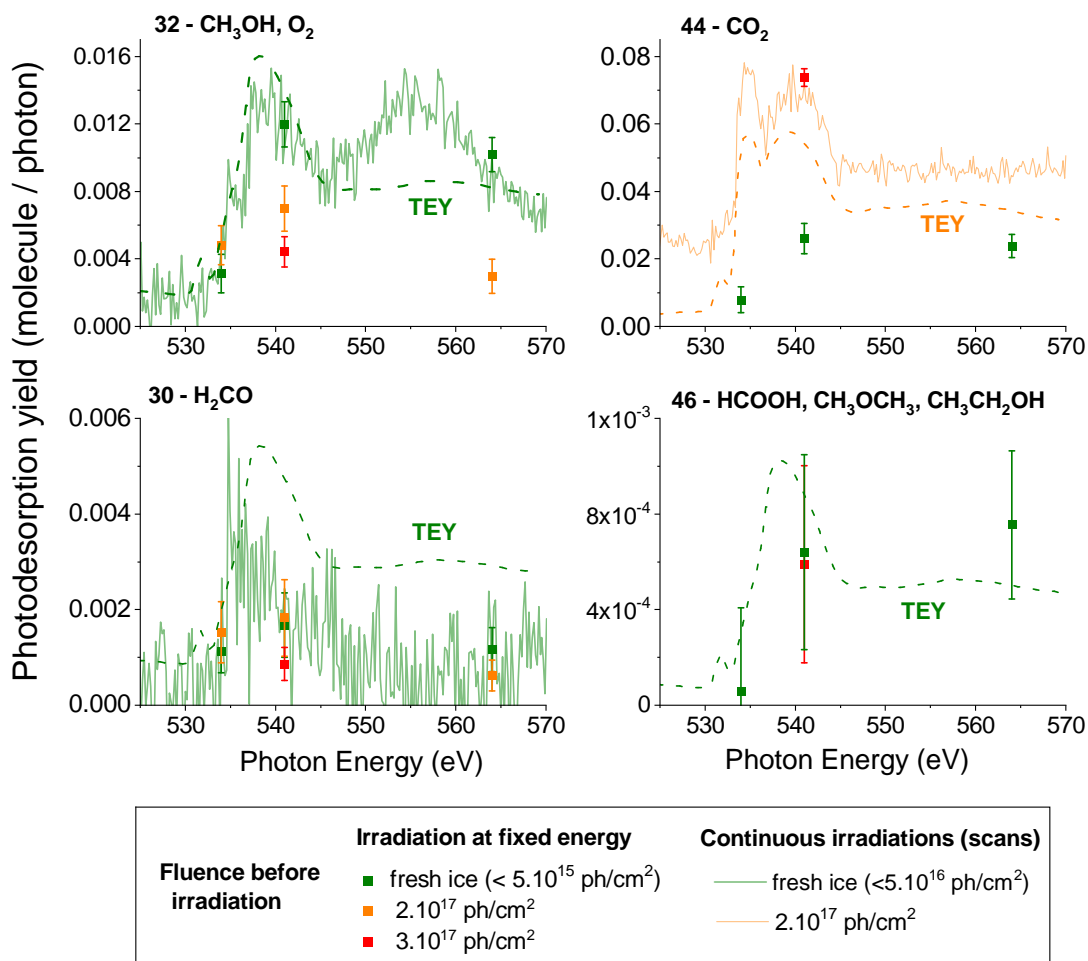 32 - CH₃OH, O₂
44 - CO₂
Photodesorption yield (molecule / photon)
0.016
0.012
0.008
0.004
0.000
TEY
530 540 550 560 570
0.08
0.06
0.04
0.02
0.00
TEY
530 540 550 560 570
30 - H₂CO
46 - HCOOH, CH₃OCH₃, CH₃CH₂OH
0.006
0.004
0.002
0.000
TEY
530 540 550 560 570
Photon Energy (eV)
1x10⁻³
8x10⁻⁴
4x10⁻⁴
0
TEY
530 540 550 560 570
Photon Energy (eV)
Fluence before
irradiation
Irradiation at fixed energy
fresh ice (< 5.10¹⁵ ph/cm²)
2.10¹⁷ ph/cm²
3.10¹⁷ ph/cm²
Continuous irradiations (scans)
fresh ice (<5.10¹⁶ ph/cm²)
2.10¹⁷ ph/cm²